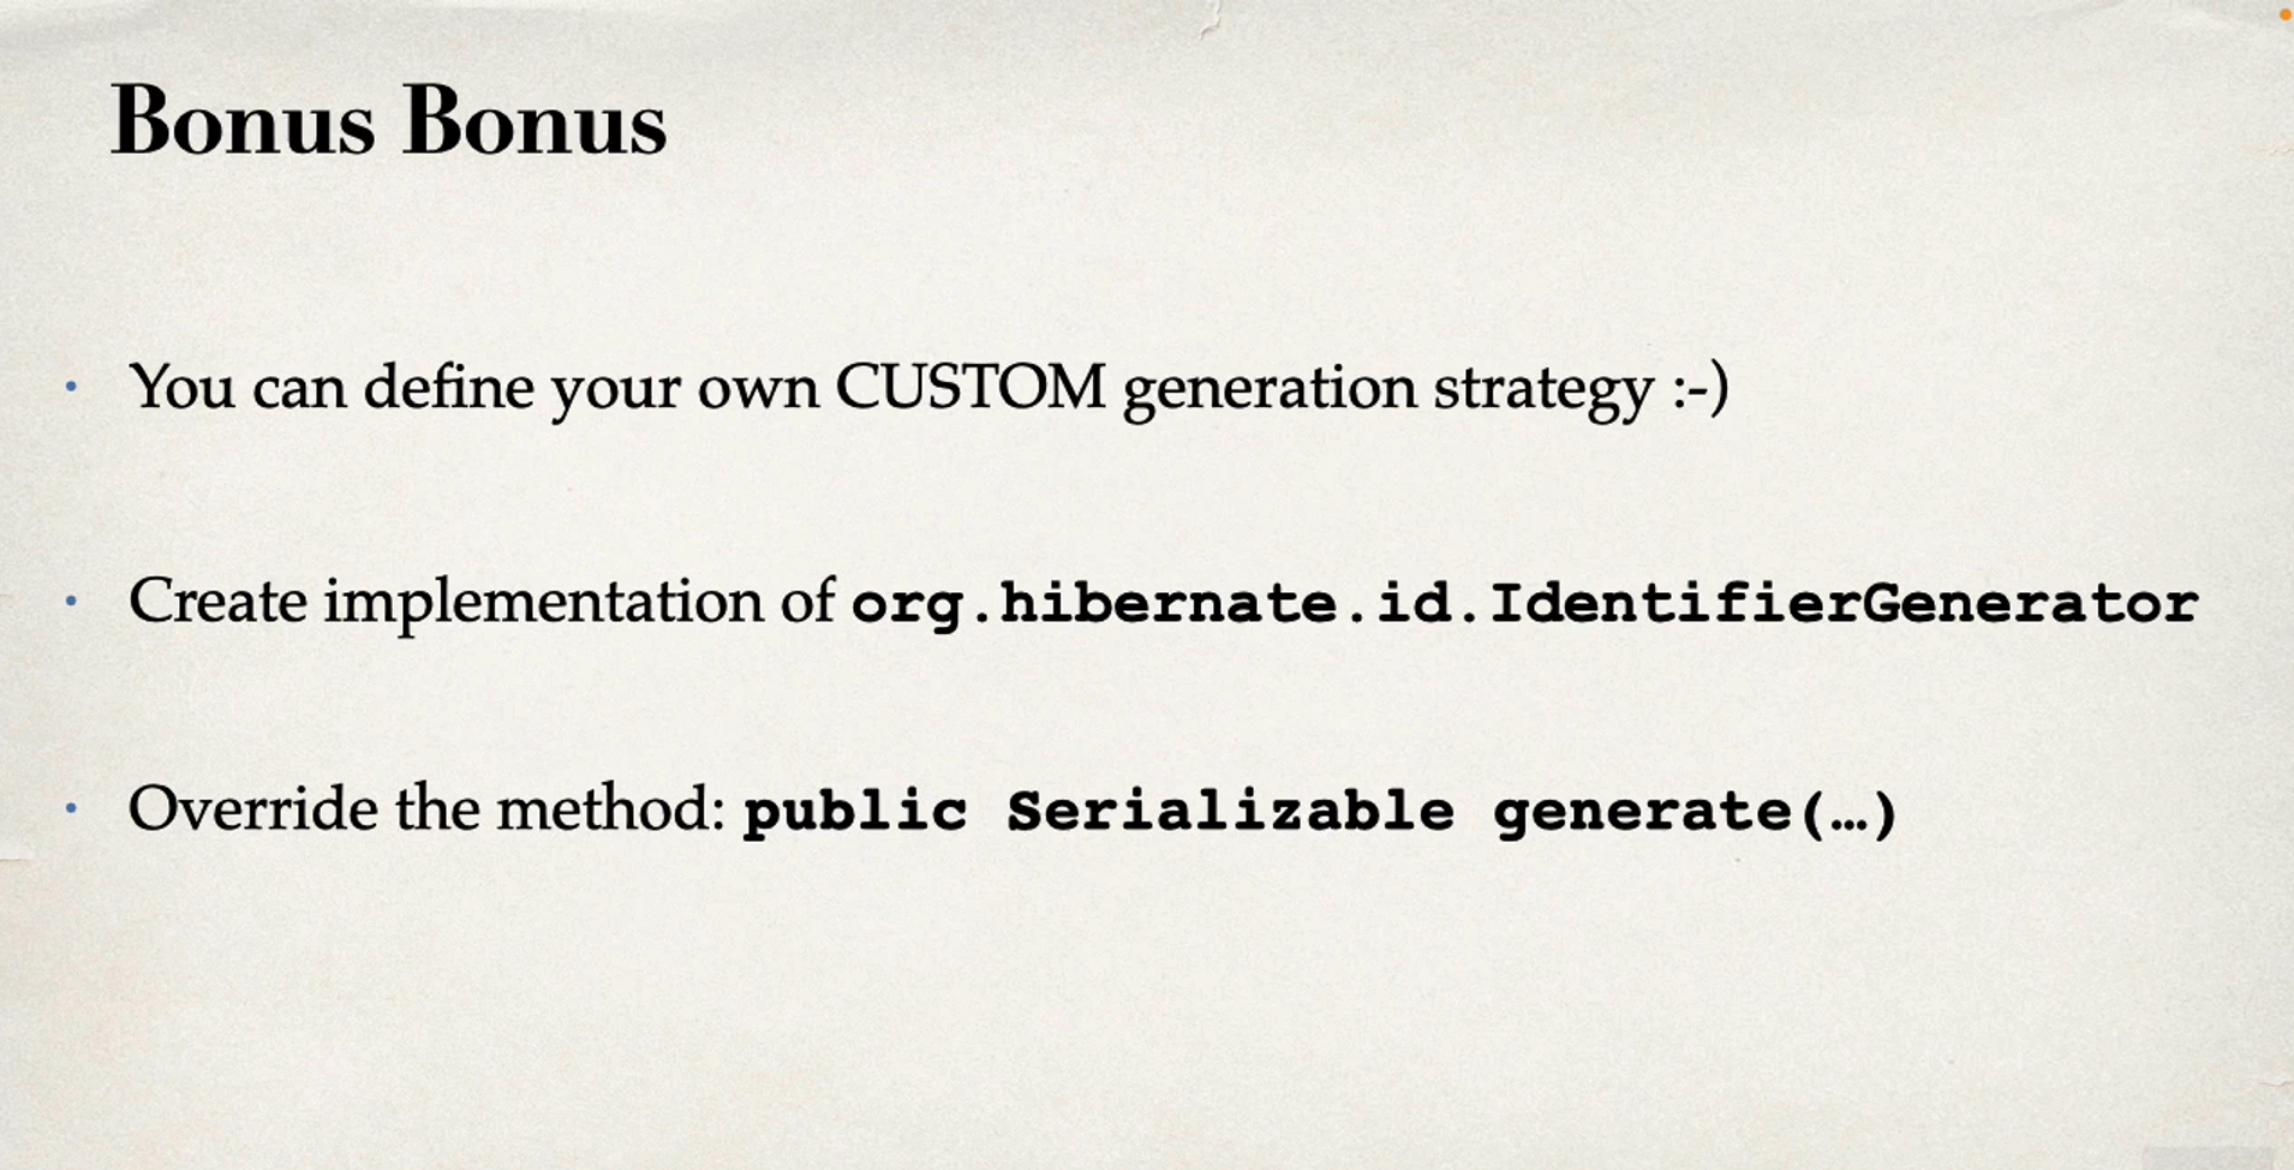 Bonus Bonus
• You can define your own CUSTOM generation strategy :-)
• Create implementation of org.hibernate.id.IdentifierGenerator
• Override the method: public Serializable generate(…)